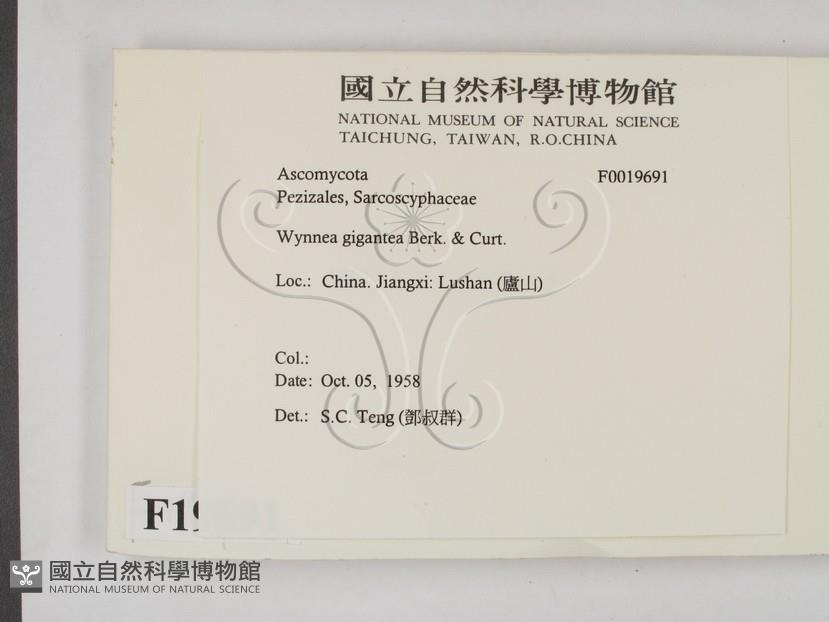 國立自然科學博物館
NATIONAL MUSEUM OF NATURAL SCIENCE
TAICHUNG, TAIWAN, R.O.CHINA
Ascomycota F0019691
Pezizales, Sarcoscyphaceae
Wynnea gigantea Berk. & Curt.
Loc.: China. Jiangxi: Lushan (廬山)
Col.:
Date: Oct. 05, 1958
Det.: S.C. Teng (鄧叔群)
國立自然科學博物館
NATIONAL MUSEUM OF NATURAL SCIENCE